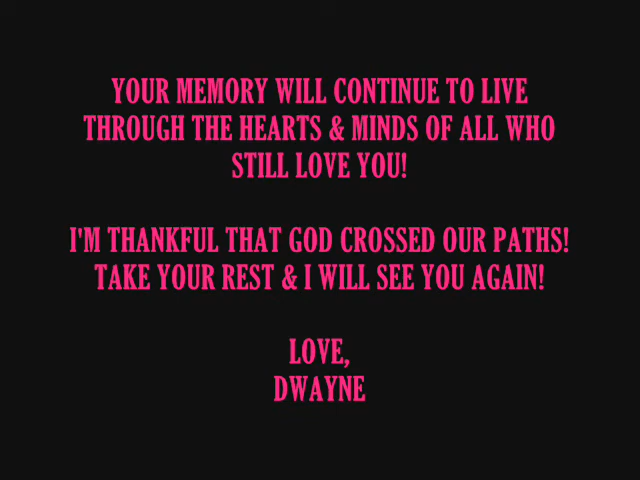 YOUR MEMORY WILL CONTINUE TO LIVE
THROUGH THE HEARTS & MINDS OF ALL WHO
STILL LOVE YOU!
I'M THANKFUL THAT GOD CROSSED OUR PATHS!
TAKE YOUR REST & I WILL SEE YOU AGAIN!
LOVE,
DWAYNE